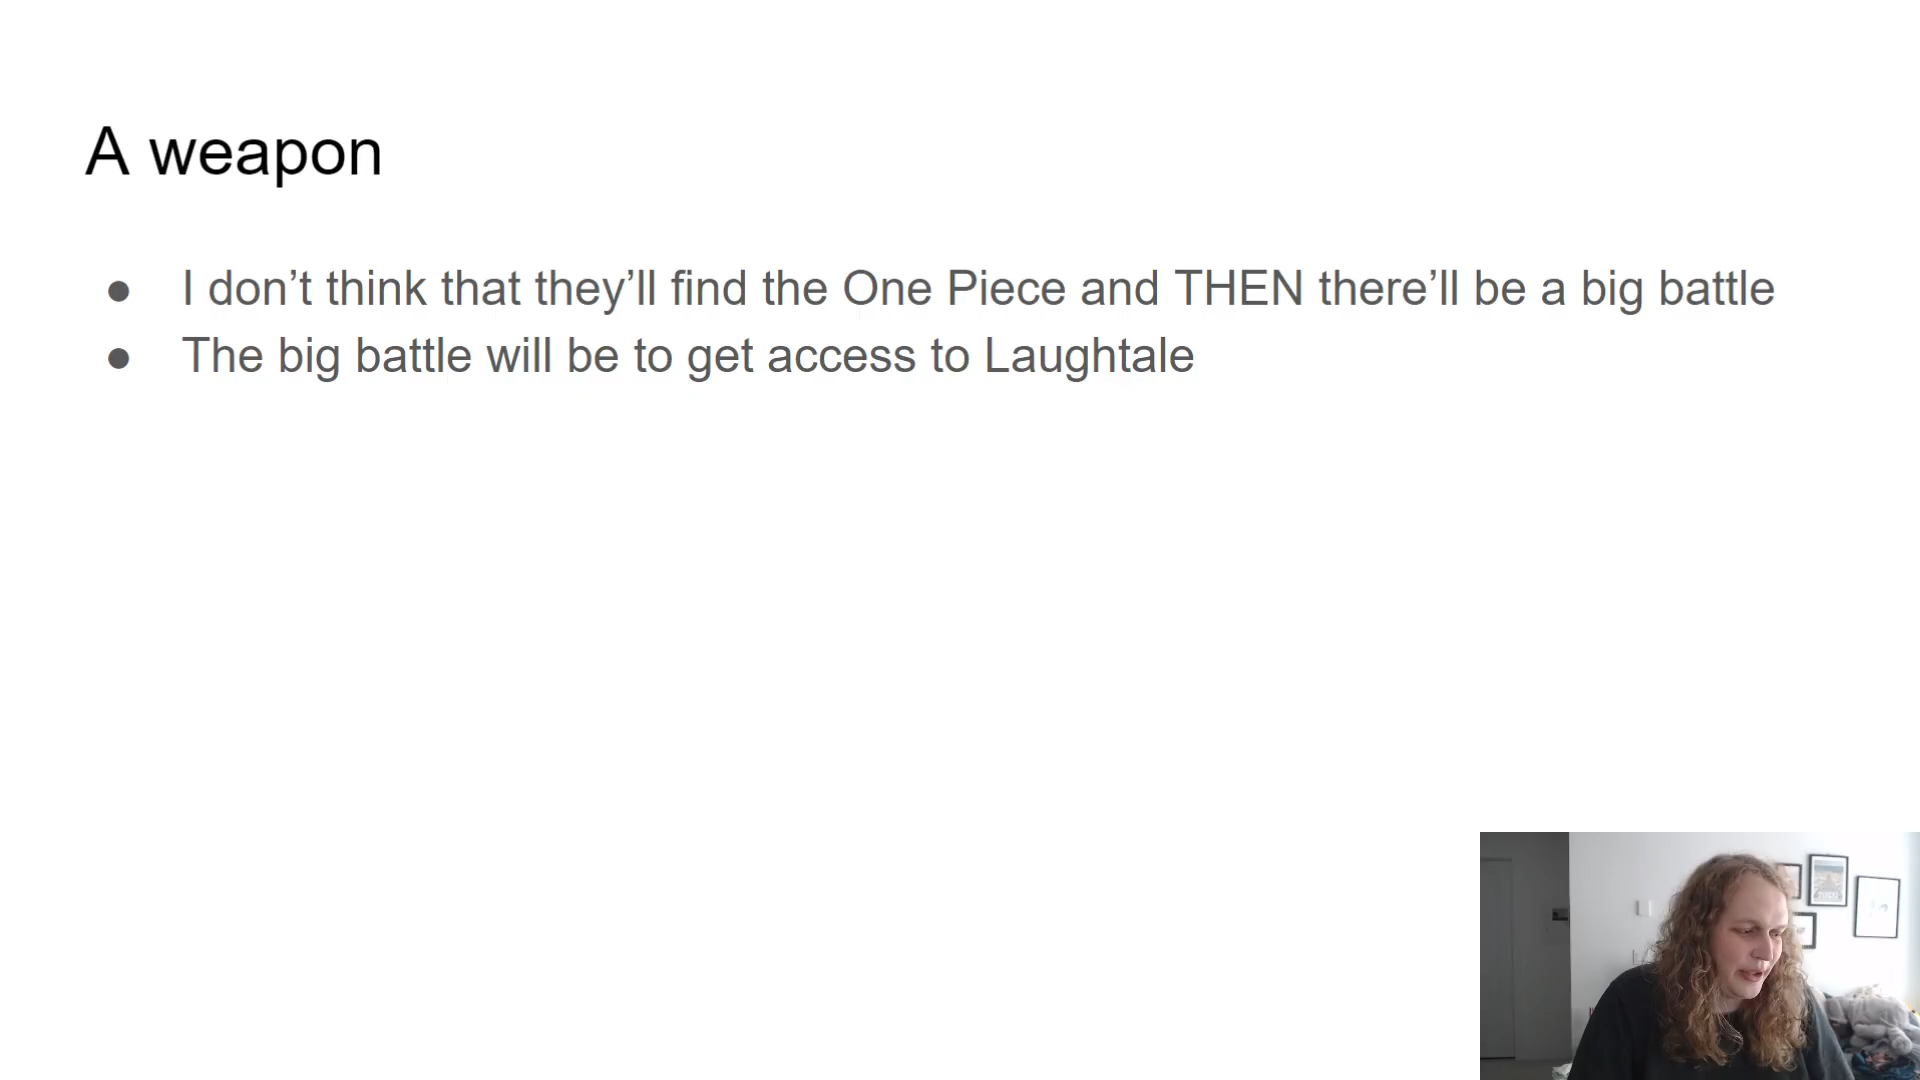 A weapon
● I don’t think that they’ll find the One Piece and THEN there’ll be a big battle
● The big battle will be to get access to Laughtale